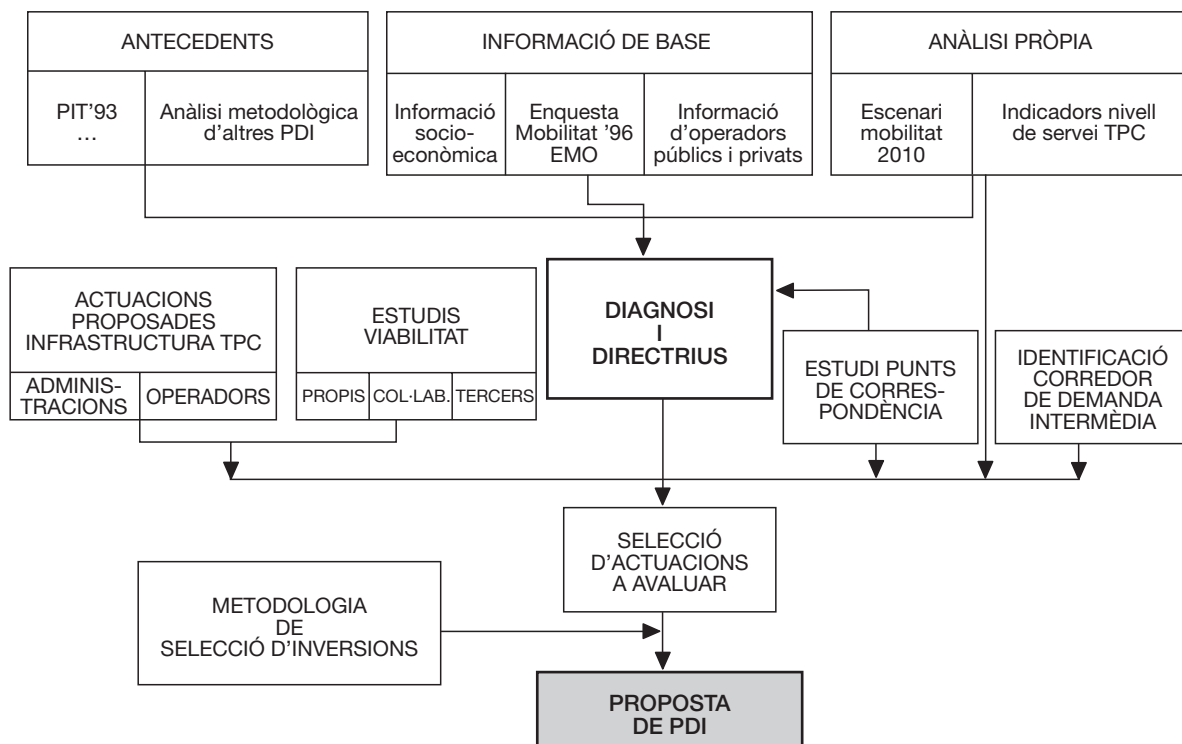 ANTECEDENTS
PIT'93
...
Anàlisi metodològica
d'altres PDI
INFORMACIÓ DE BASE
Informació
socio-
econòmica
Enquesta
Mobilitat '96
EMO
Informació
d'operadors
públics i privats
ANÀLISI PRÒPIA
Escenari
mobilitat
2010
Indicadors nivell
de servei TPC
ACTUACIONS
PROPOSADES
INFRASTRUCTURA TPC
ADMINIS-
TRACIONS
OPERADORS
ESTUDIS
VIABILITAT
PROPIS
COL·LAB.
TERCERS
DIAGNOSI
I
DIRECTRIUS
ESTUDI PUNTS
DE CORRES-
PONDÈNCIA
IDENTIFICACIÓ
CORREDOR
DE DEMANDA
INTERMÈDIA
SELECCIÓ
D'ACTUACIONS
A AVALUAR
METODOLOGIA
DE
SELECCIÓ D'INVERSIONS
PROPOSTA
DE PDI